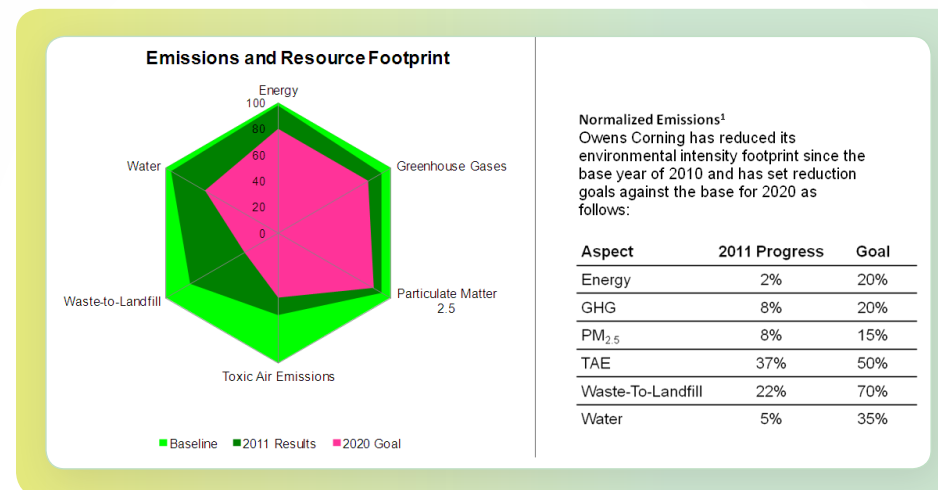 Emissions and Resource Footprint
Energy
100
80
60
40
20
0
Water
Greenhouse Gases
Waste-to-Landfill
Particulate Matter
2.5
Toxic Air Emissions
Baseline 2011 Results 2020 Goal
Normalized Emissions¹
Owens Corning has reduced its
environmental intensity footprint since the
base year of 2010 and has set reduction
goals against the base for 2020 as
follows:
Aspect 2011 Progress Goal
Energy 2% 20%
GHG 8% 20%
PM₂.₅ 8% 15%
TAE 37% 50%
Waste-To-Landfill 22% 70%
Water 5% 35%